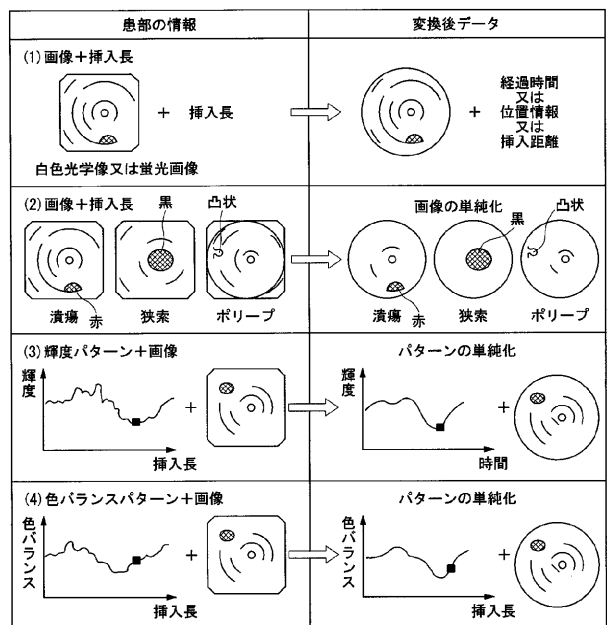 患部の情報
変換後データ
(1)画像+挿入長
+ 挿入長
+
経過時間
又は
位置情報
又は
挿入距離
白色光学像又は蛍光画像
(2)画像+挿入長
黒
凸状
潰瘍
赤
狭索
ポリープ
画像の単純化
黒
凸状
潰瘍
赤
狭索
ポリープ
(3)輝度パターン+画像
輝度
+
挿入長
パターンの単純化
輝度
+
時間
(4)色バランスパターン+画像
色バランス
+
挿入長
パターンの単純化
色バランス
+
挿入長